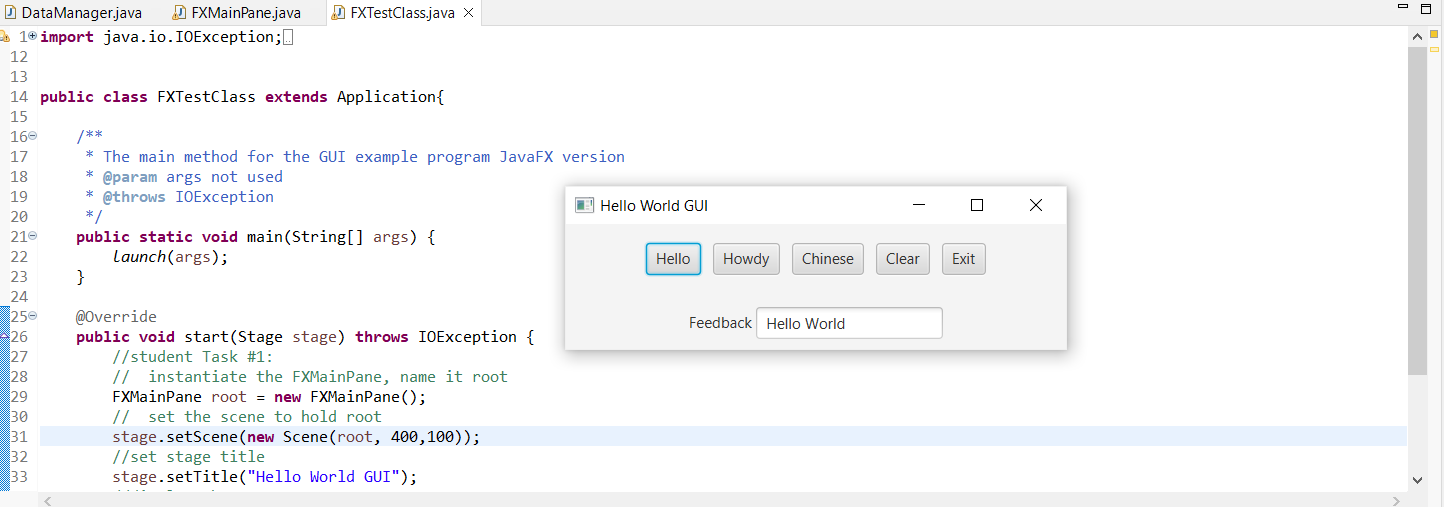 DataManager.java FXMainPane.java FXTestClass.java
1 import java.io.IOException;
12
13
14 public class FXTestClass extends Application{
15
16 /**
17 * The main method for the GUI example program JavaFX version
18 * @param args not used
19 * @throws IOException
20 */
21 public static void main(String[] args) {
22 launch(args);
23 }
24
25 @Override
26 public void start(Stage stage) throws IOException {
27 //student Task #1:
28 //  instantiate the FXMainPane, name it root
29 FXMainPane root = new FXMainPane();
30 //  set the scene to hold root
31 stage.setScene(new Scene(root, 400,100));
32 //set stage title
33 stage.setTitle("Hello World GUI");
Hello World GUI
Hello Howdy Chinese Clear Exit
Feedback Hello World